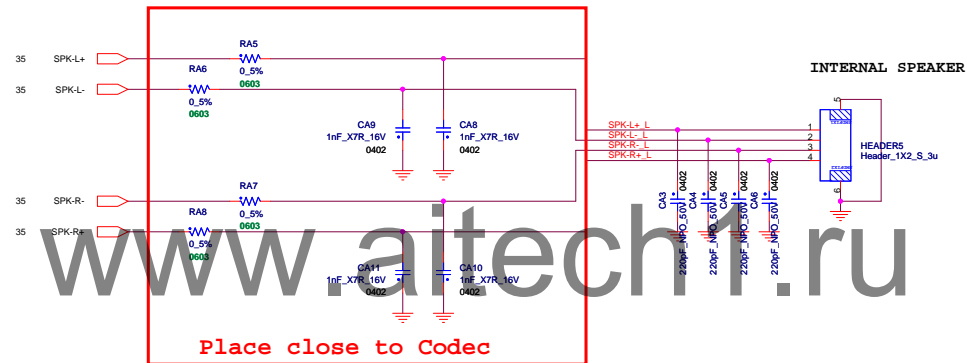 35 SPK-L+
RA5
0_5%
0603
35 SPK-L-
RA6
0_5%
0603
CA9
1nF_X7R_16V
0402
CA8
1nF_X7R_16V
0402
35 SPK-R-
RA7
0_5%
0603
35 SPK-R+
RA8
0_5%
0603
CA11
1nF_X7R_16V
0402
CA10
1nF_X7R_16V
0402
Place close to Codec
SPK-L+_L
SPK-L-_L
SPK-R-_L
SPK-R+_L
CA3
0402
220pF_NPO_50V
CA4
0402
220pF_NPO_50V
CA5
0402
220pF_NPO_50V
CA6
0402
220pF_NPO_50V
INTERNAL SPEAKER
5
1
2
3
4
6
HEADER5
Header_1X2_S_3u
www.aitech1.ru